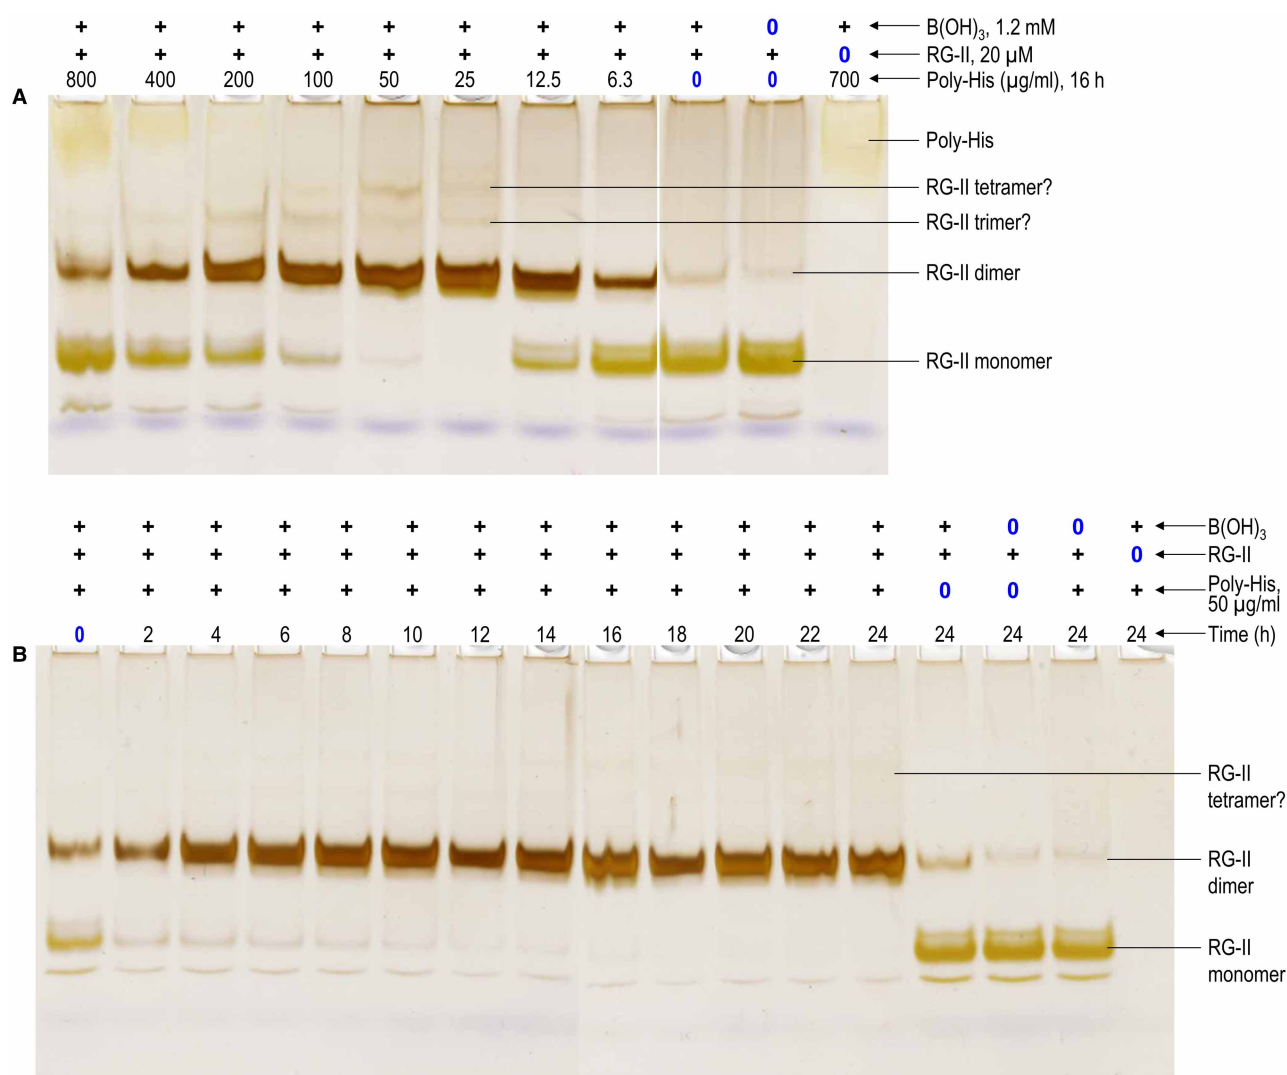 + + + + + + + + + 0 + B(OH)3, 1.2 mM
+ + + + + + + + + + 0 RG-II, 20 µM
800 400 200 100 50 25 12.5 6.3 0 0 700 Poly-His (µg/ml), 16 h
A
Poly-His
RG-II tetramer?
RG-II trimer?
RG-II dimer
RG-II monomer
+ + + + + + + + + + + + + + 0 0 + B(OH)3
+ + + + + + + + + + + + + + + + 0 RG-II
+ + + + + + + + + + + + + 0 0 + + Poly-His,
50 µg/ml
0 2 4 6 8 10 12 14 16 18 20 22 24 24 24 24 24 Time (h)
B
RG-II
tetramer?
RG-II
dimer
RG-II
monomer